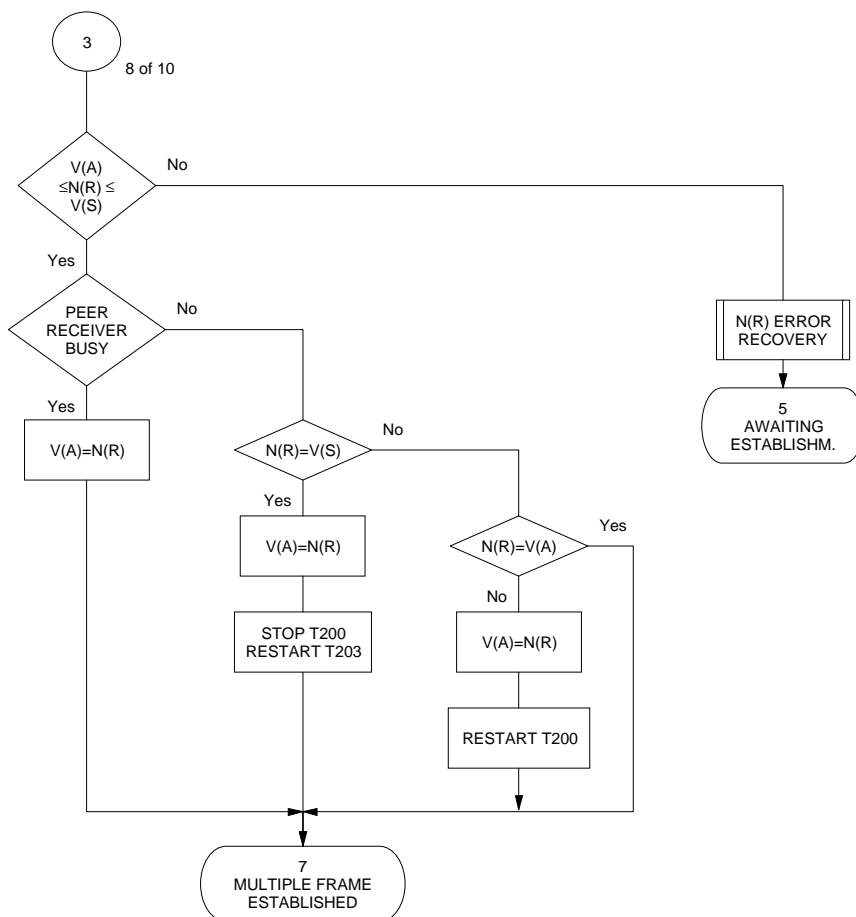 3
8 of 10
V(A)
≤N(R) ≤
V(S)
No
Yes
PEER
RECEIVER
BUSY
No
N(R) ERROR
RECOVERY
Yes
5
AWAITING
ESTABLISHM.
V(A)=N(R)
N(R)=V(S)
No
Yes
V(A)=N(R)
N(R)=V(A)
Yes
No
STOP T200
RESTART T203
V(A)=N(R)
RESTART T200
7
MULTIPLE FRAME
ESTABLISHED